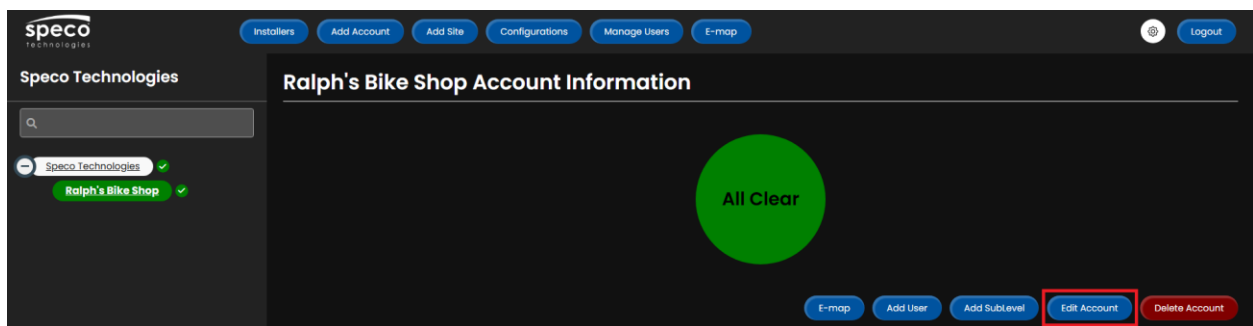 speco
technologies
Installers Add Account Add Site Configurations Manage Users E-map Logout
Speco Technologies
Ralph's Bike Shop Account Information
Speco Technologies
Ralph's Bike Shop
All Clear
E-map Add User Add SubLevel Edit Account Delete Account